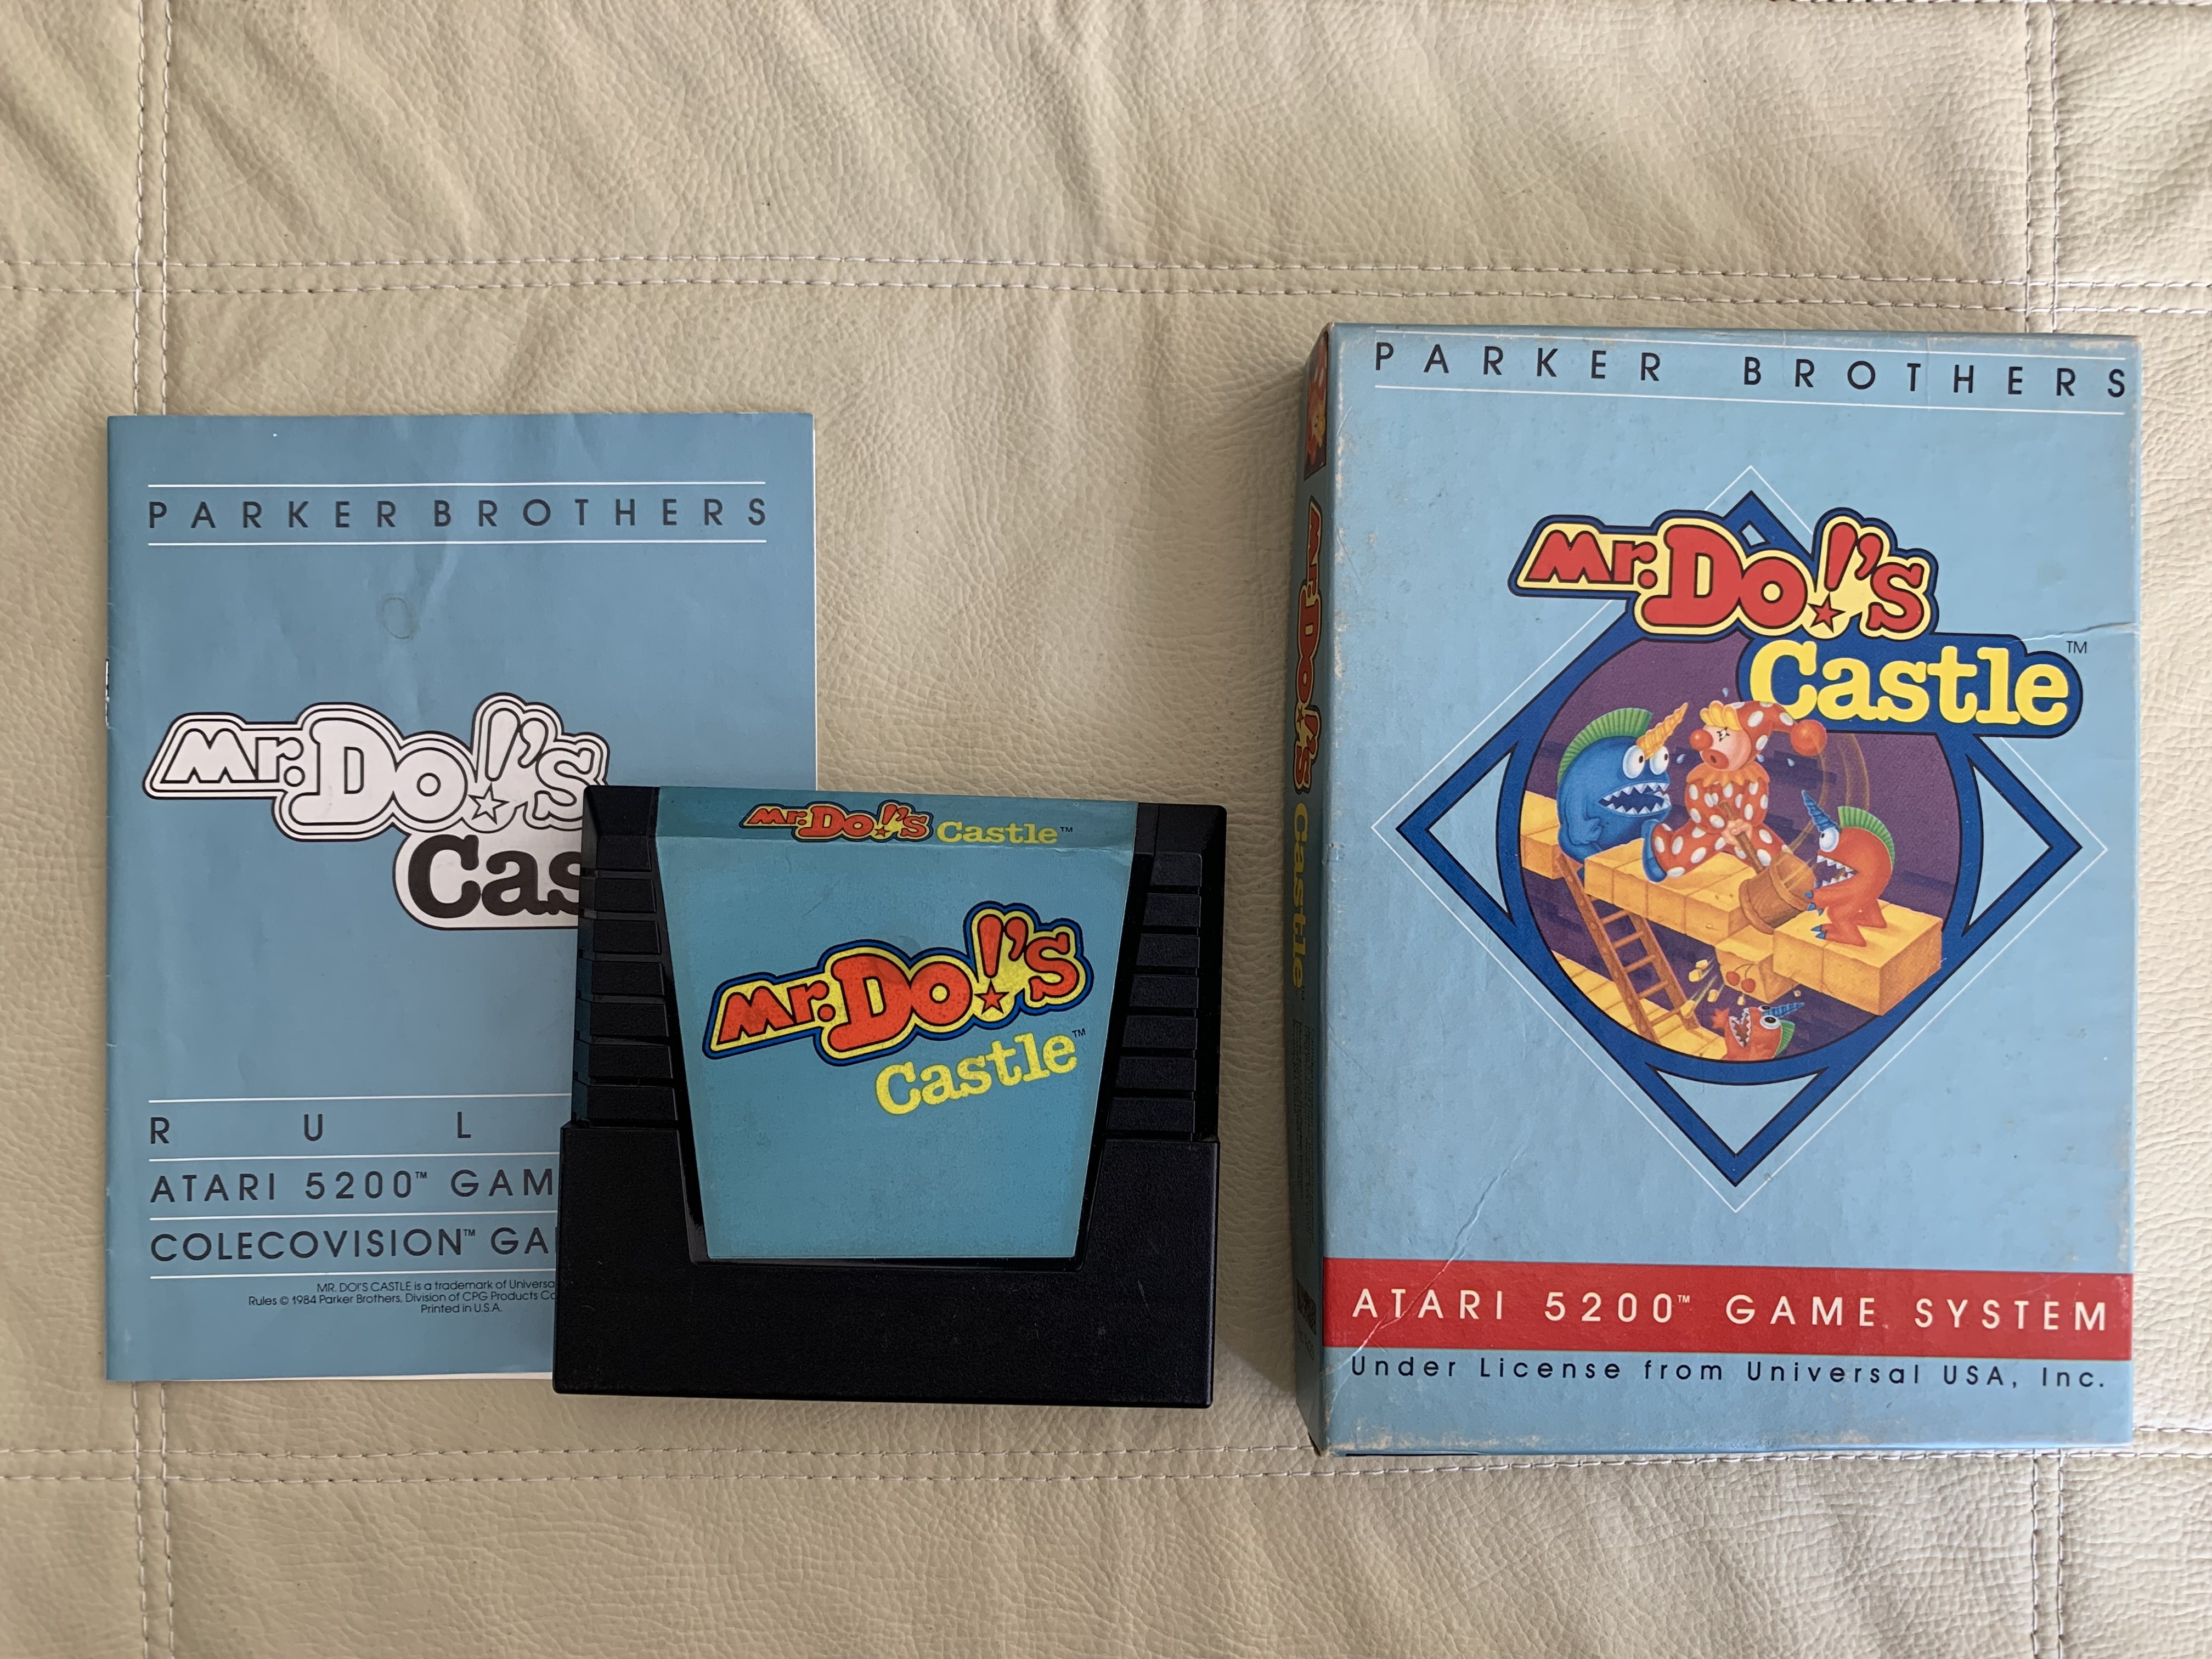 PARKER BROTHERS
Mr. Do!'s
Cas
RUL
ATARI 5200™ GAM
COLECOVISION™ GA
MR. DO!'S CASTLE is a trademark of Universa
Rules © 1984 Parker Brothers, Division of CPG Products Co
Printed in U.S.A.
Mr. Do!'s Castle™
Mr. Do!'s
Castle™
Mr. Do!'s Castle
PARKER BROTHERS
Mr. Do!'s
Castle™
ATARI 5200™ GAME SYSTEM
Under License from Universal USA, Inc.